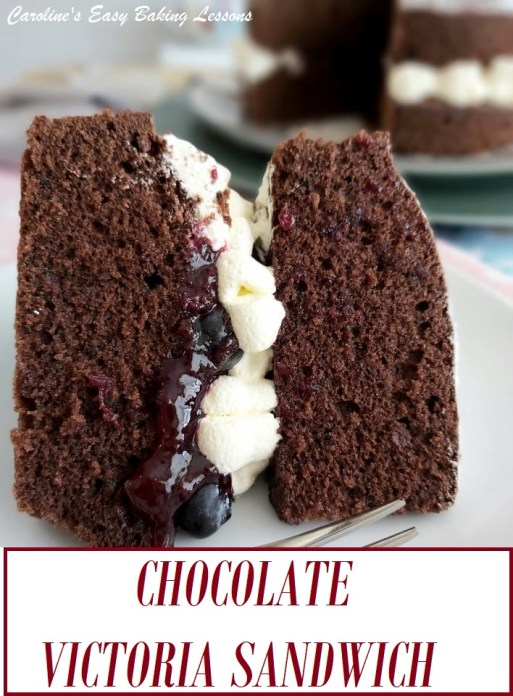 Caroline's Easy Baking Lessons
CHOCOLATE
VICTORIA SANDWICH